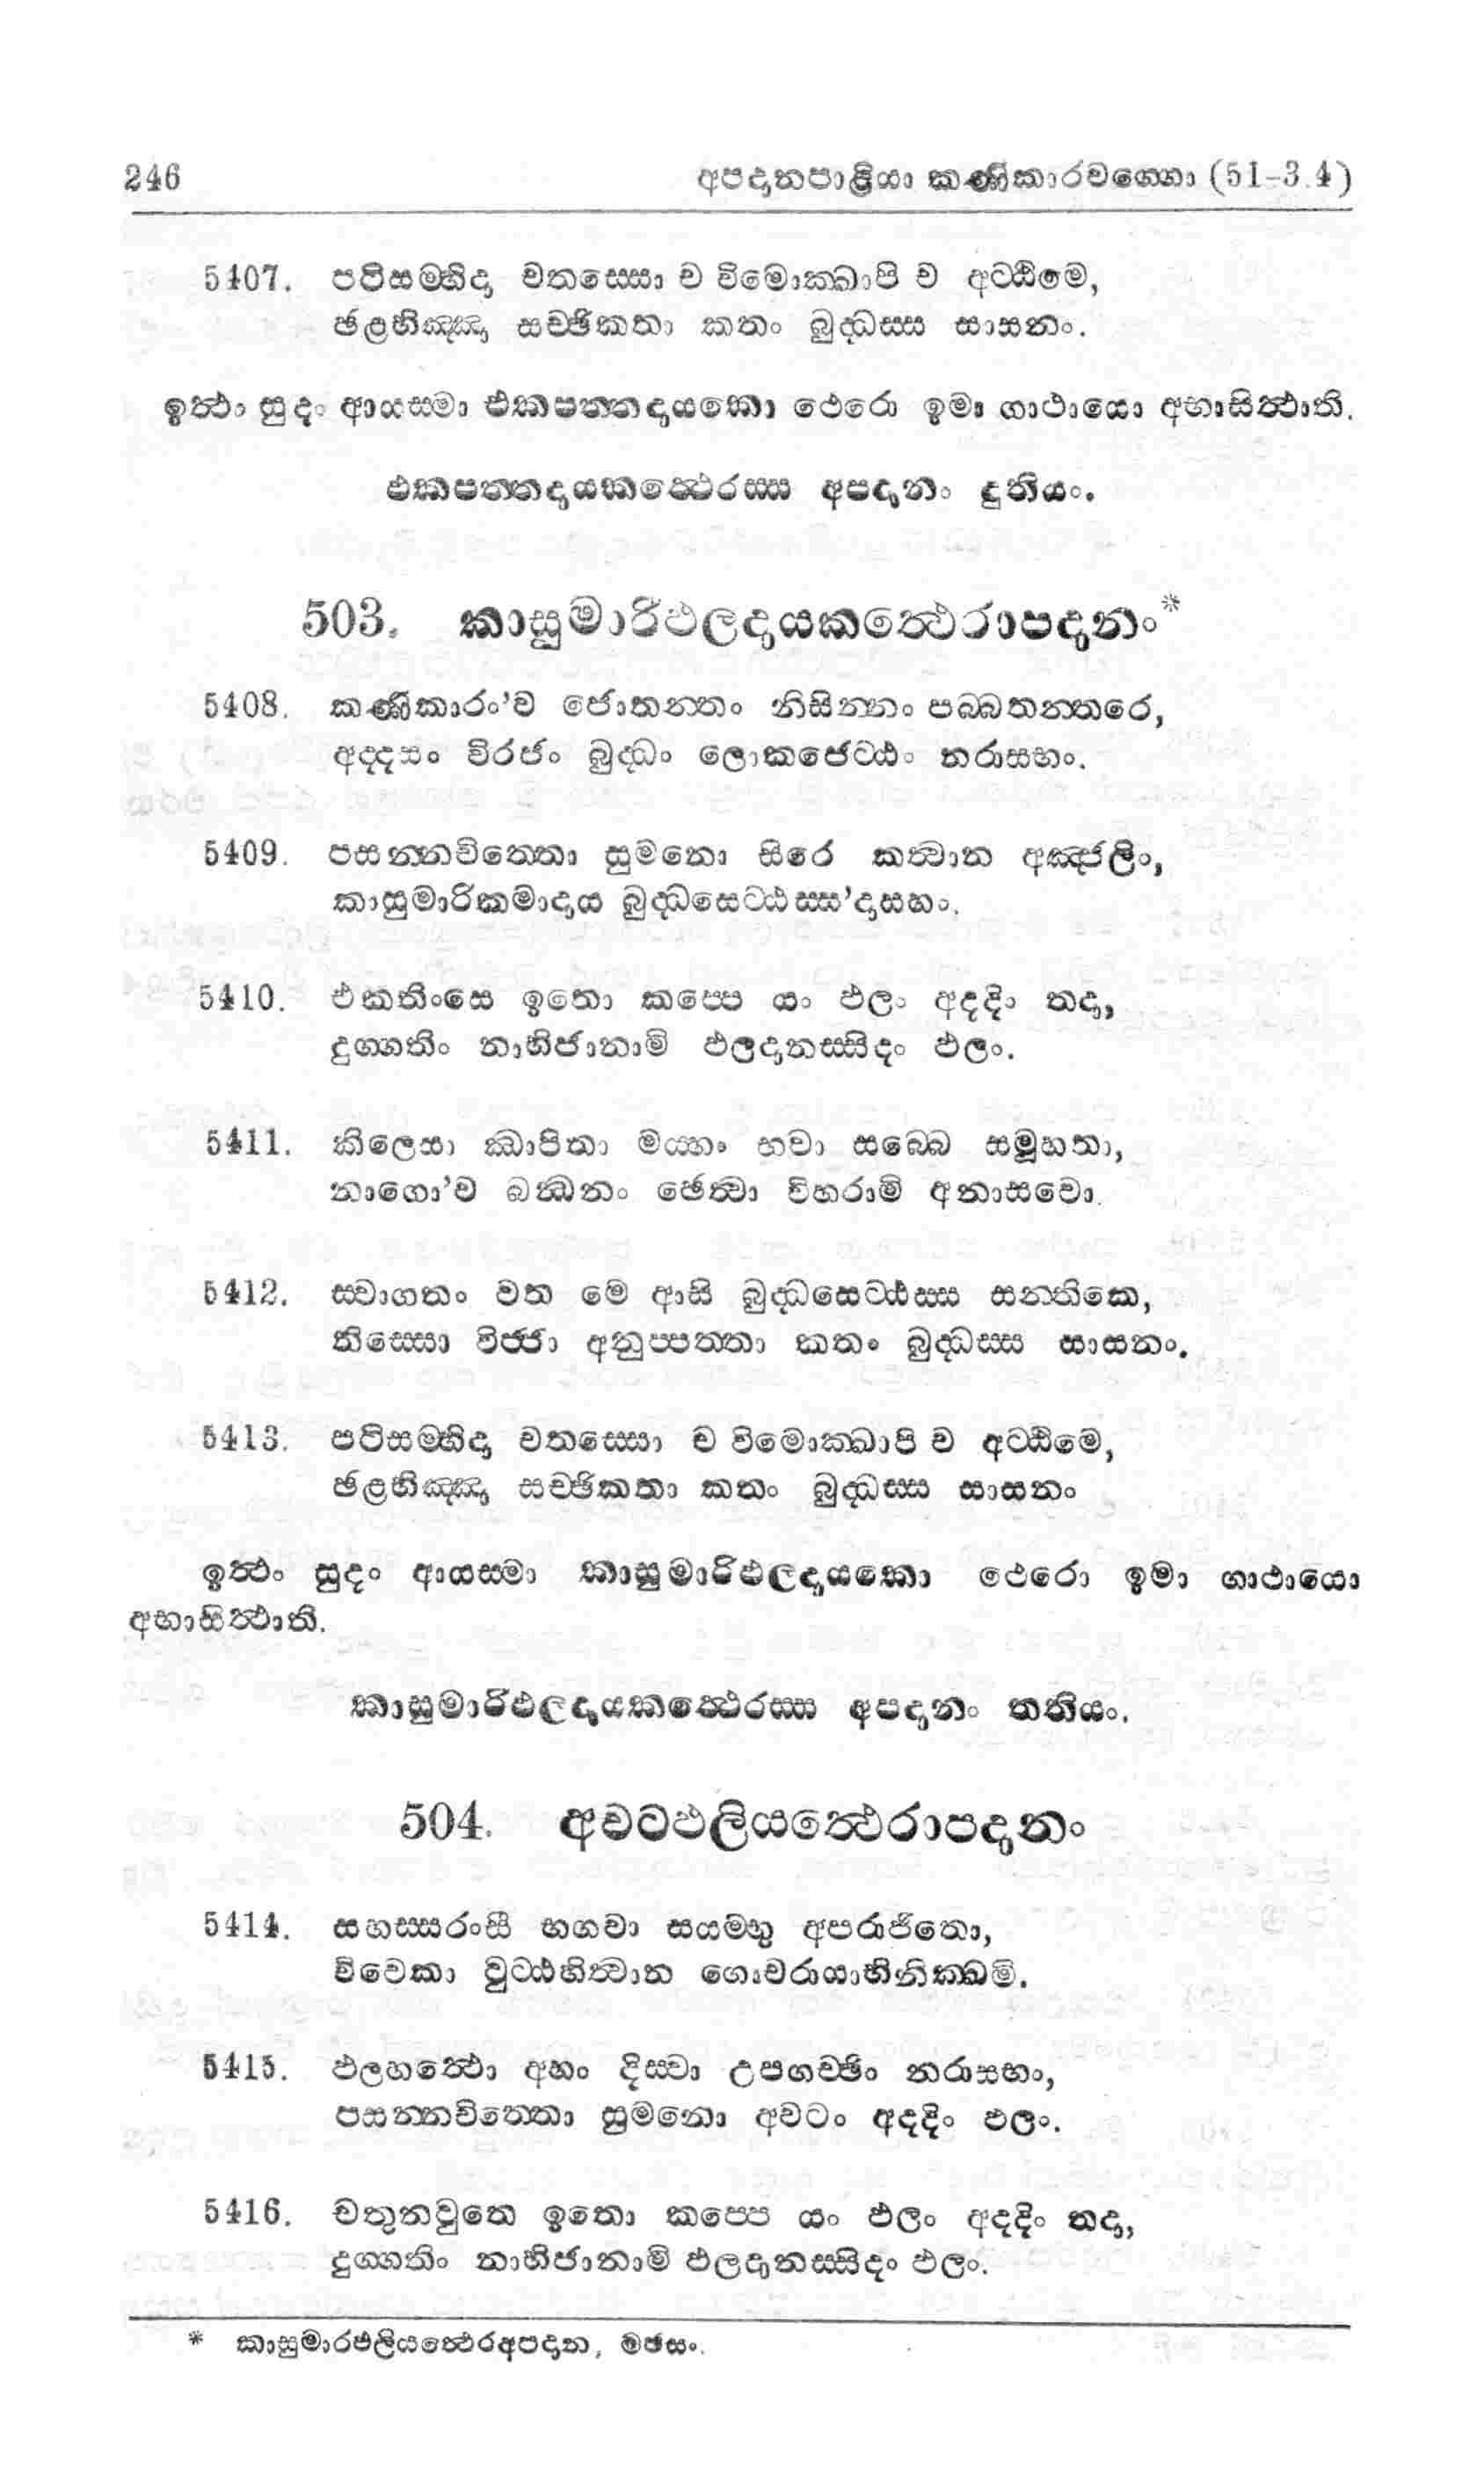 246 අපදානපාළියා කණිකාරවග්ගො (51-3.4)
5407. පටිසම්භිදා චතස්සො ච විමොක්ඛාපි ච අට්ඨිමෙ,
ඡළභිඤ්ඤා සච්ඡිකතා කතං බුද්ධස්ස සාසනං.
ඉත්ථං සුදං ආයස්මා එකපත්තදායකො ථෙරො ඉමා ගාථායො අභාසිත්ථාති.
එකපත්තදායකත්ථෙරස්ස අපදානං දුතියං.
503. කාසුමාරිඵලදායකත්ථෙරාපදානං*
5408. කණිකාරං’ව ජොතන්තං නිසින්නං පබ්බතන්තරෙ,
අද්දසං විරජං බුද්ධං ලොකජෙට්ඨං නරාසභං.
5409. පසන්නචිත්තො සුමනො සිරෙ කත්වාන අඤ්ජලිං,
කාසුමාරිකමාදාය බුද්ධසෙට්ඨස්ස’දාසහං.
5410. එකතිංසෙ ඉතො කප්පෙ යං ඵලං අදදිං තදා,
දුග්ගතිං නාභිජානාමි ඵලදානස්සිදං ඵලං.
5411. කිලෙසා ඣාපිතා මය්හං භවා සබ්බෙ සමූහතා,
නාගො’ව බන්ධනං ඡෙත්වා විහරාමි අනාසවො.
5412. ස්වාගතං වත මෙ ආසි බුද්ධසෙට්ඨස්ස සන්තිකෙ,
තිස්සො විජ්ජා අනුප්පත්තා කතං බුද්ධස්ස සාසනං.
5413. පටිසම්භිදා චතස්සො ච විමොක්ඛාපි ච අට්ඨිමෙ,
ඡළභිඤ්ඤා සච්ඡිකතා කතං බුද්ධස්ස සාසනං
ඉත්ථං සුදං ආයස්මා කාසුමාරිඵලදායකො ථෙරො ඉමා ගාථායො
අභාසිත්ථාති.
කාසුමාරිඵලදායකත්ථෙරස්ස අපදානං තතියං.
504. අවටඵලියත්ථෙරාපදානං
5414. සහස්සරංසී භගවා සයම්භු අපරාජිතො,
විවෙකා වුට්ඨහිත්වාන ගොචරායාභිනික්ඛමි.
5415. ඵලහත්ථො අහං දිස්වා උපගච්ඡිං නරාසභං,
පසන්නචිත්තො සුමනො අවටං අදදිං ඵලං.
5416. චතුනවුතෙ ඉතො කප්පෙ යං ඵලං අදදිං තදා,
දුග්ගතිං නාභිජානාමි ඵලදානස්සිදං ඵලං.
* කාසුමාරඵලියත්ථෙරඅපදාන, මඡසං.